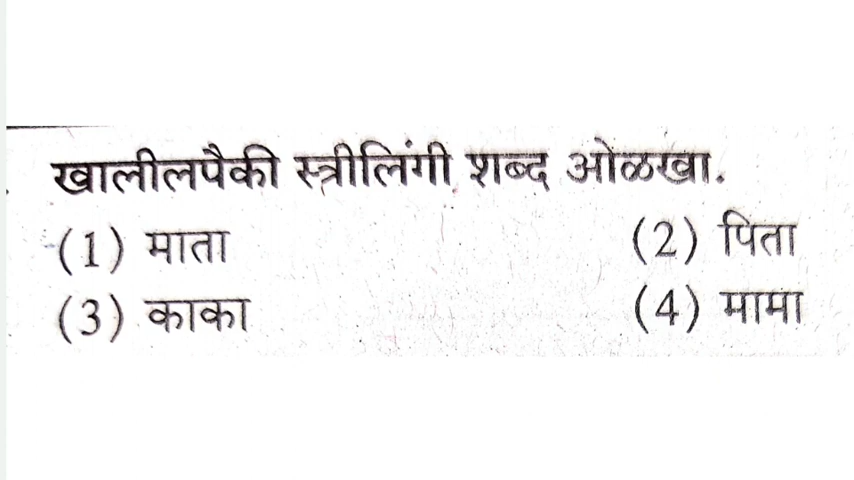 खालीलपैकी स्त्रीलिंगी शब्द ओळखा.
(1) माता (2) पिता
(3) काका (4) मामा